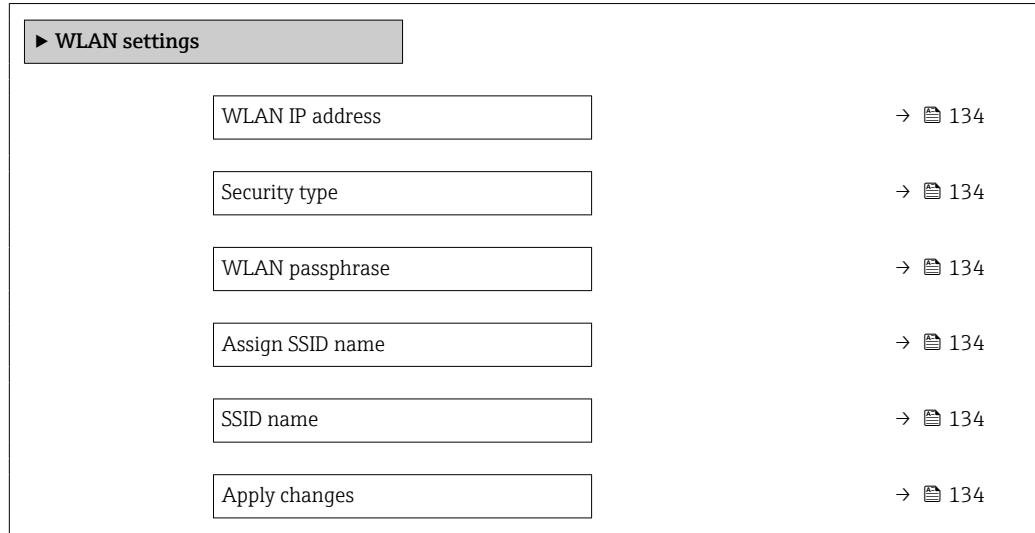 ▶ WLAN settings
WLAN IP address → 134
Security type → 134
WLAN passphrase → 134
Assign SSID name → 134
SSID name → 134
Apply changes → 134